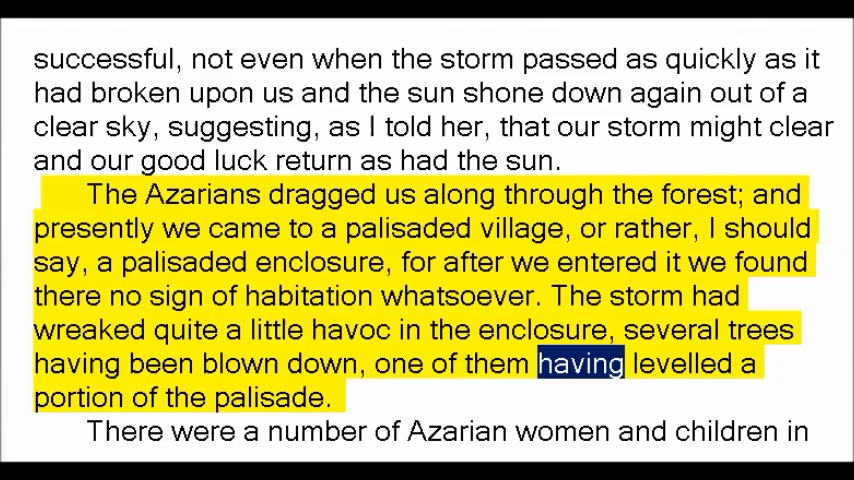 successful, not even when the storm passed as quickly as it
had broken upon us and the sun shone down again out of a
clear sky, suggesting, as I told her, that our storm might clear
and our good luck return as had the sun.
The Azarians dragged us along through the forest; and
presently we came to a palisaded village, or rather, I should
say, a palisaded enclosure, for after we entered it we found
there no sign of habitation whatsoever. The storm had
wreaked quite a little havoc in the enclosure, several trees
having been blown down, one of them having levelled a
portion of the palisade.
There were a number of Azarian women and children in